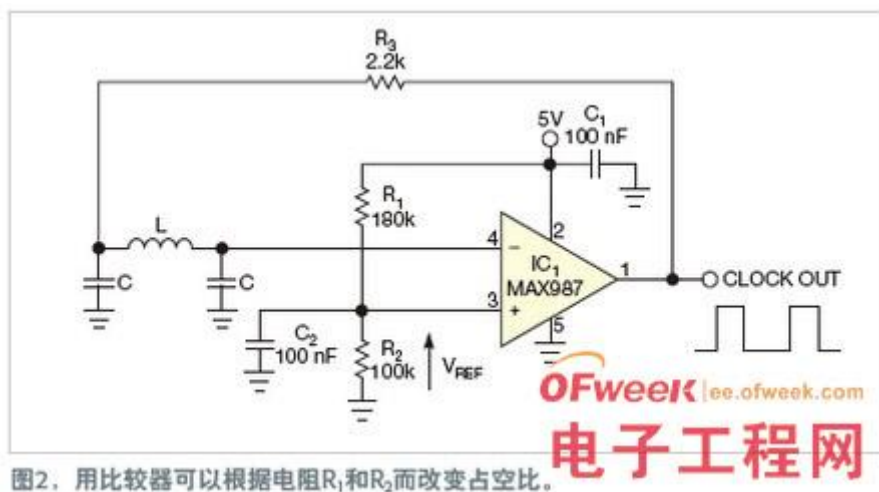 R3
2.2k
5V
C1
100 nF
R1
180k
L
4
2
IC1
MAX987
1
CLOCK OUT
C
C
3
5
C2
100 nF
R2
100k
VREF
OFweek | ee.ofweek.com
电子工程网
图2. 用比较器可以根据电阻R1和R2而改变占空比。